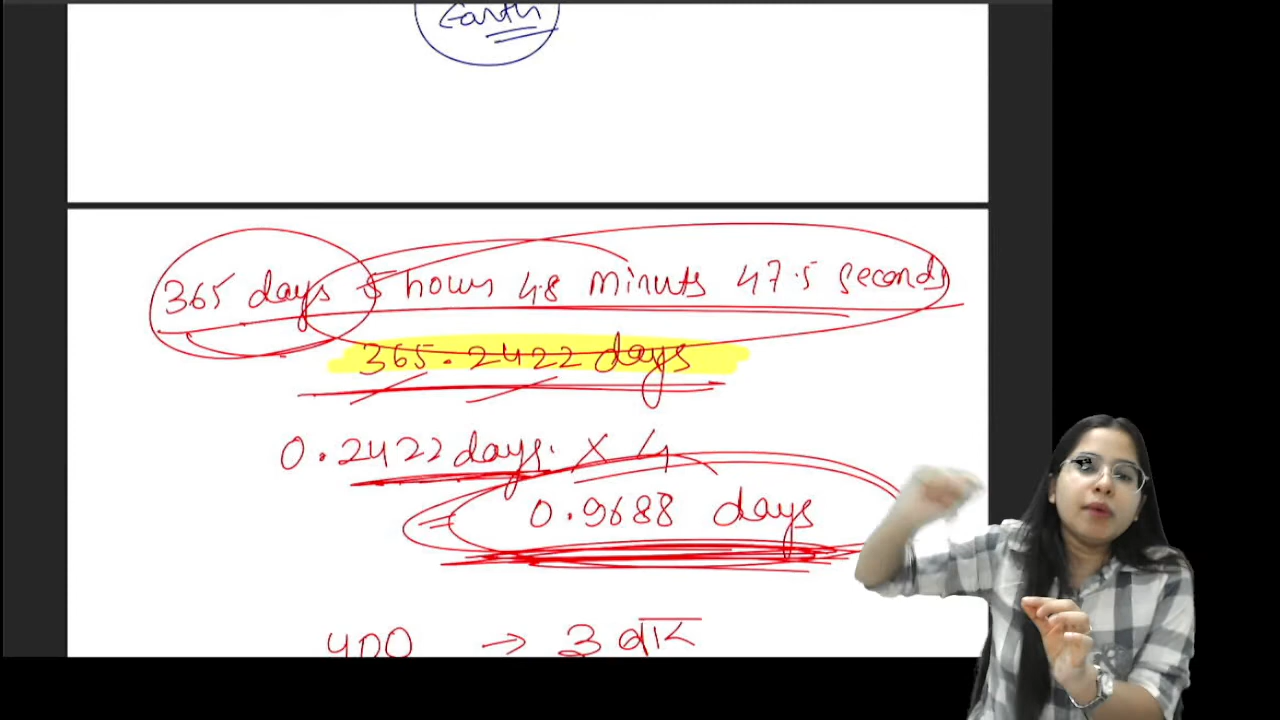 Earth
365 days 5 hours 48 minuts 47.5 seconds
365.2422 days
0.2422 days. x 4
= 0.9688 days
400 → 3 बार